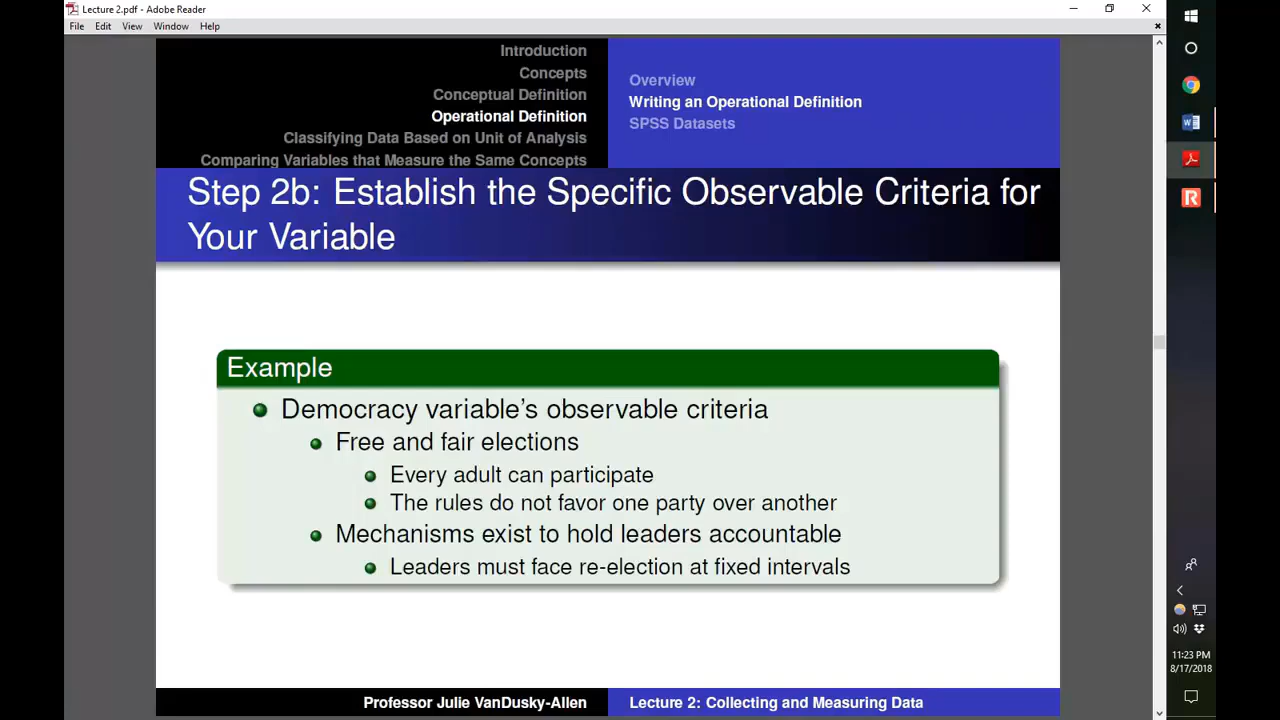 Lecture 2.pdf - Adobe Reader
File Edit View Window Help
Introduction
Concepts
Conceptual Definition
Operational Definition
Classifying Data Based on Unit of Analysis
Comparing Variables that Measure the Same Concepts
Overview
Writing an Operational Definition
SPSS Datasets
Step 2b: Establish the Specific Observable Criteria for
Your Variable
Example
Democracy variable's observable criteria
Free and fair elections
Every adult can participate
The rules do not favor one party over another
Mechanisms exist to hold leaders accountable
Leaders must face re-election at fixed intervals
Professor Julie VanDusky-Allen
Lecture 2: Collecting and Measuring Data
11:23 PM
8/17/2018